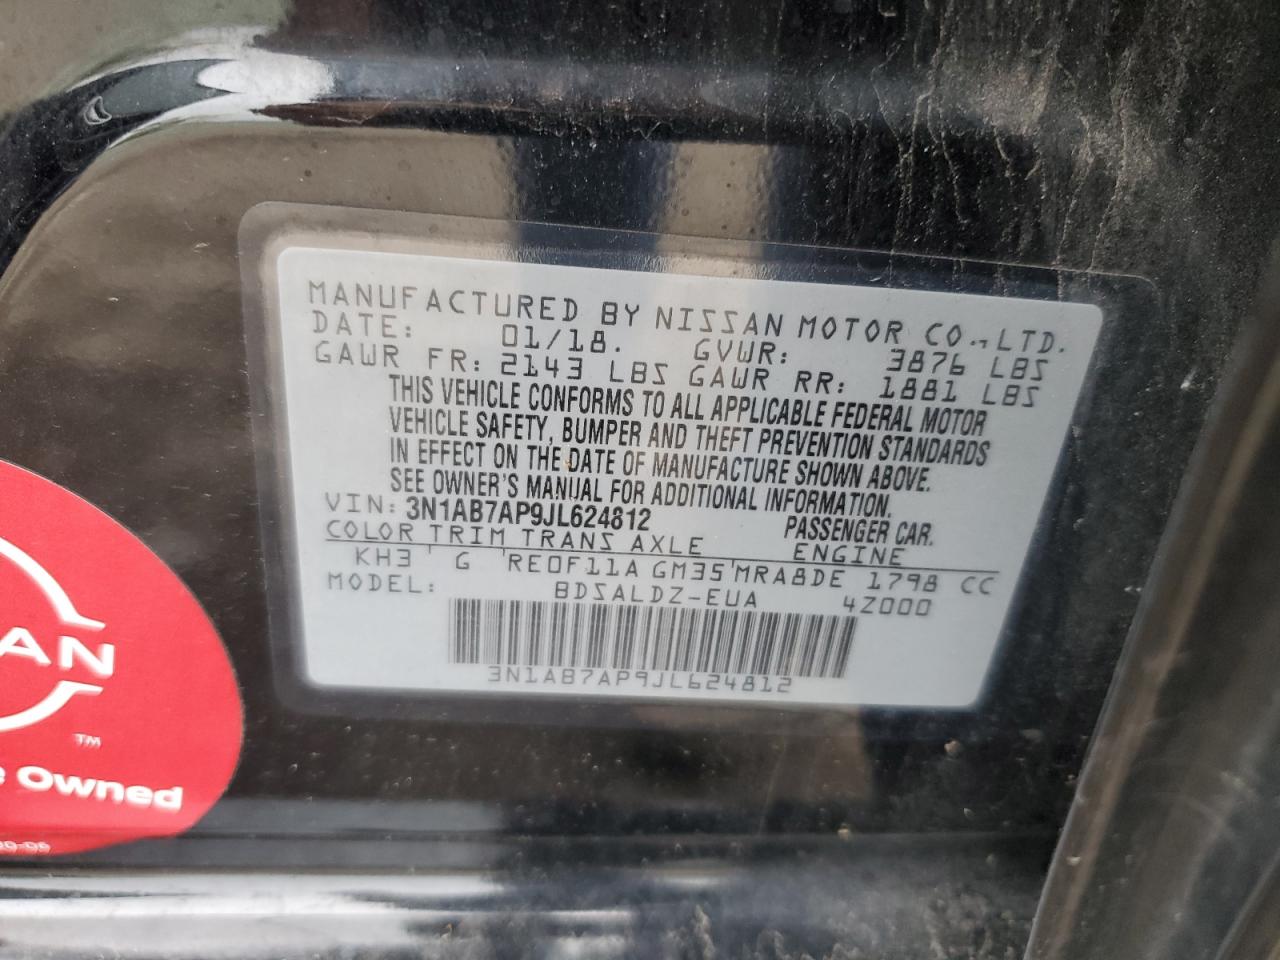 MANUFACTURED BY NISSAN MOTOR CO., LTD.
DATE: 01/18. GVWR: 3876 LBS
GAWR FR: 2143 LBS GAWR RR: 1881 LBS
THIS VEHICLE CONFORMS TO ALL APPLICABLE FEDERAL MOTOR
VEHICLE SAFETY, BUMPER AND THEFT PREVENTION STANDARDS
IN EFFECT ON THE DATE OF MANUFACTURE SHOWN ABOVE.
SEE OWNER'S MANUAL FOR ADDITIONAL INFORMATION.
VIN: 3N1AB7AP9JL624812 PASSENGER CAR.
COLOR TRIM TRANS AXLE ENGINE
KH3 ' G 'RE0F11A GM35'MRA8DE 1798 CC
MODEL: BDSALDZ-EUA 4Z000
3N1AB7AP9JL624812
AN
TM
Owned